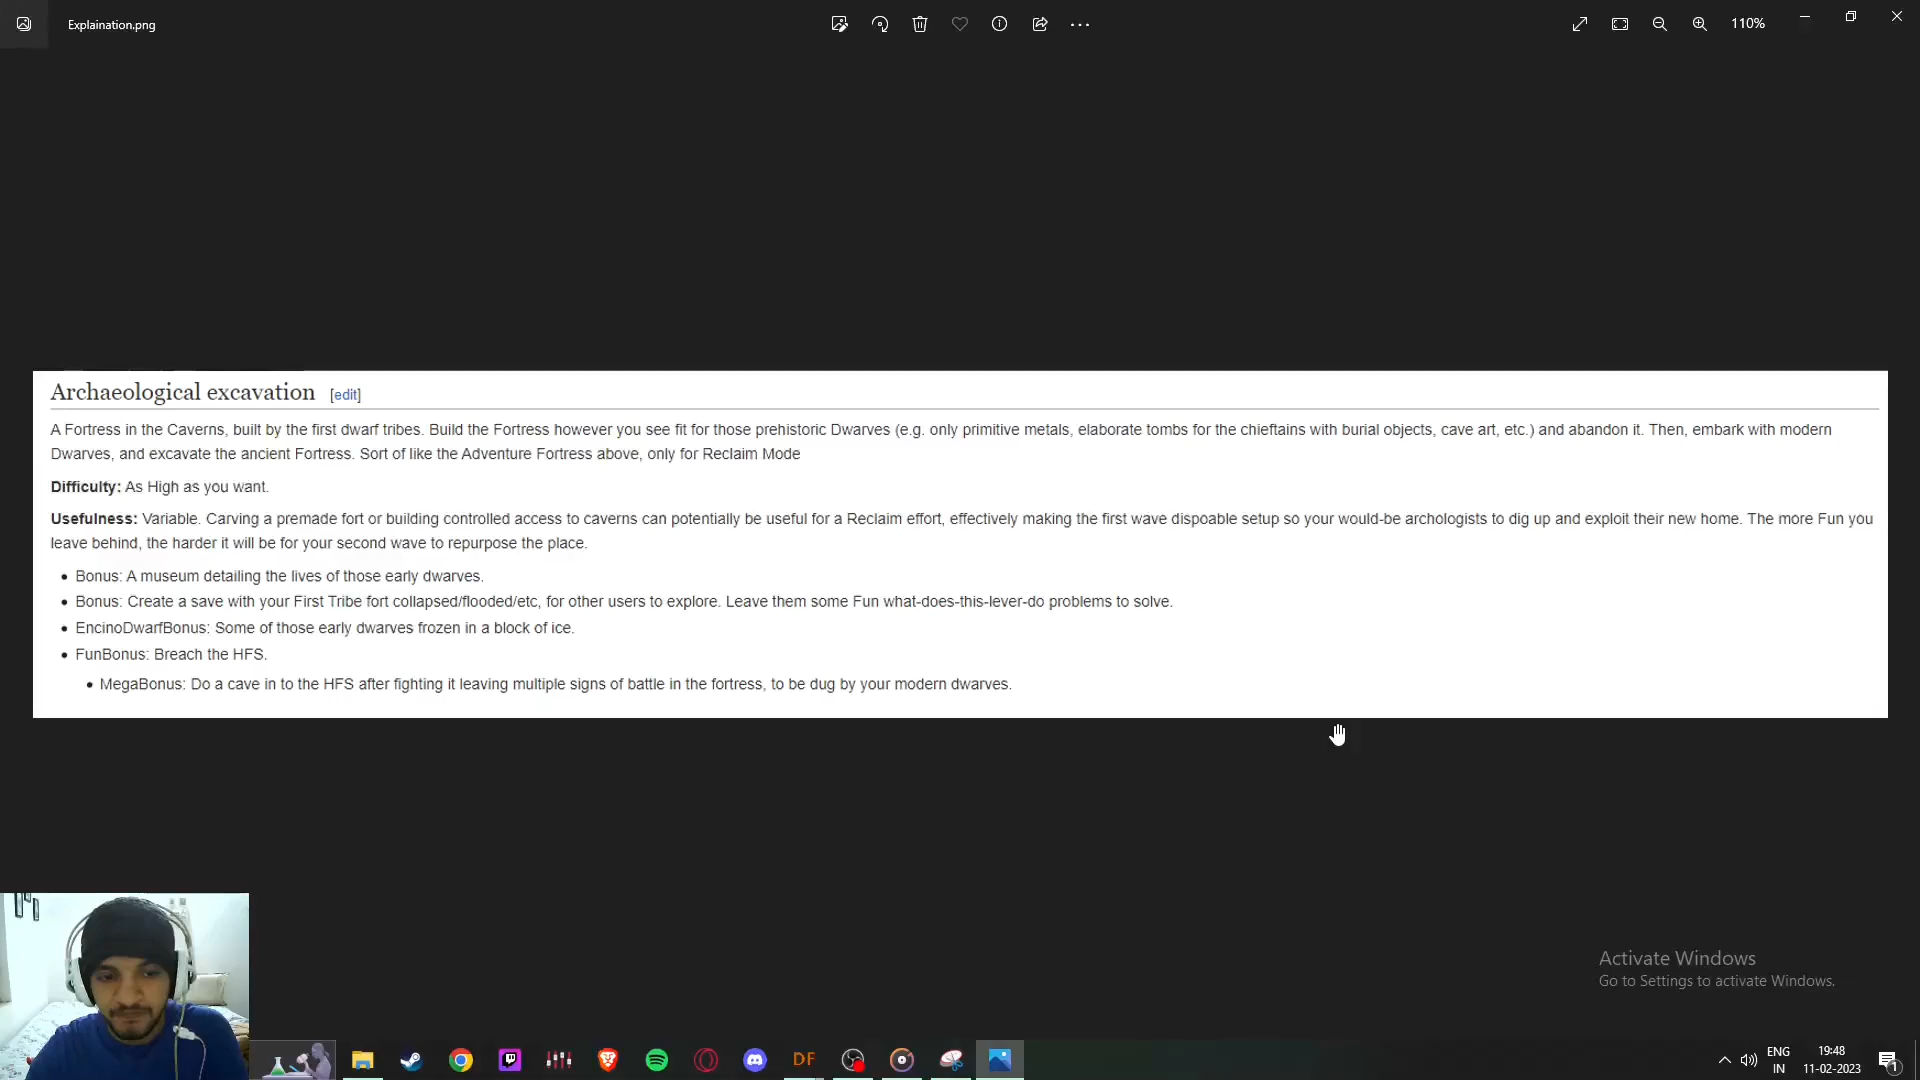 Explaination.png
110%
Archaeological excavation [edit]
A Fortress in the Caverns, built by the first dwarf tribes. Build the Fortress however you see fit for those prehistoric Dwarves (e.g. only primitive metals, elaborate tombs for the chieftains with burial objects, cave art, etc.) and abandon it. Then, embark with modern
Dwarves, and excavate the ancient Fortress. Sort of like the Adventure Fortress above, only for Reclaim Mode
Difficulty: As High as you want.
Usefulness: Variable. Carving a premade fort or building controlled access to caverns can potentially be useful for a Reclaim effort, effectively making the first wave dispoable setup so your would-be archologists to dig up and exploit their new home. The more Fun you
leave behind, the harder it will be for your second wave to repurpose the place.
• Bonus: A museum detailing the lives of those early dwarves.
• Bonus: Create a save with your First Tribe fort collapsed/flooded/etc, for other users to explore. Leave them some Fun what-does-this-lever-do problems to solve.
• EncinoDwarfBonus: Some of those early dwarves frozen in a block of ice.
• FunBonus: Breach the HFS.
• MegaBonus: Do a cave in to the HFS after fighting it leaving multiple signs of battle in the fortress, to be dug by your modern dwarves.
Activate Windows
Go to Settings to activate Windows.
DF
ENG
IN
19:48
11-02-2023
1